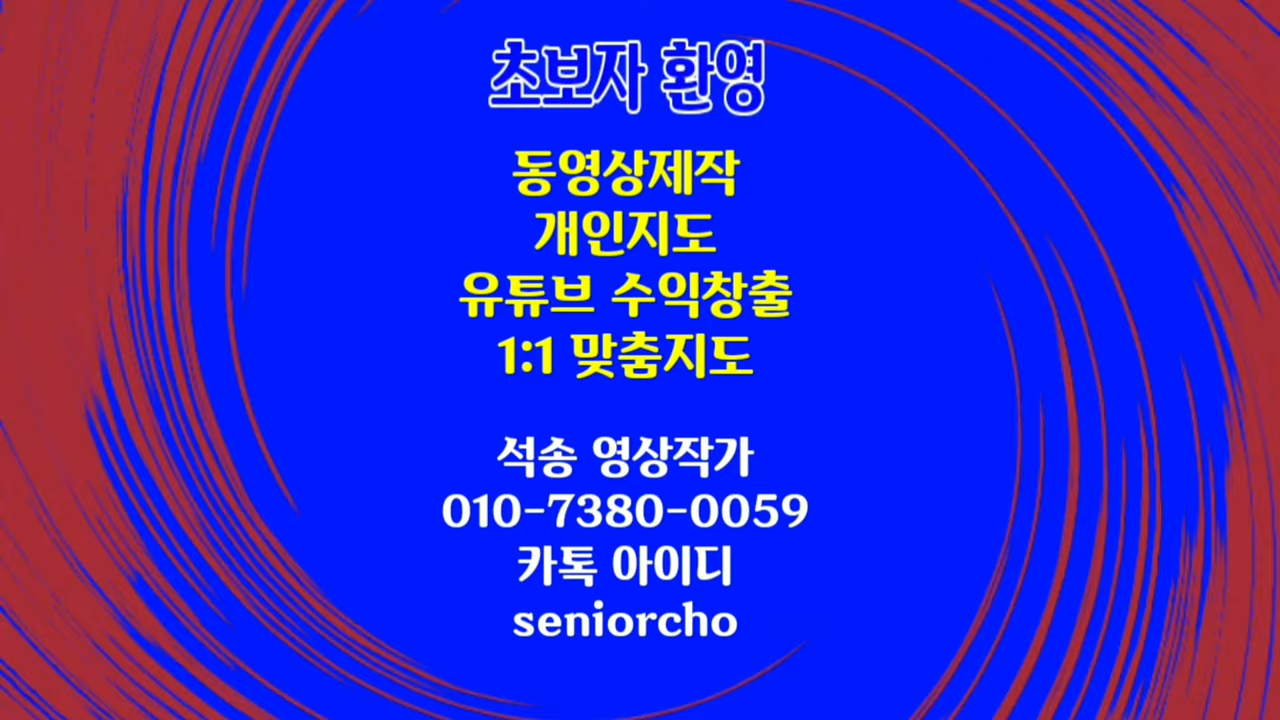 초보자 환영
동영상제작
개인지도
유튜브 수익창출
1:1 맞춤지도
석송 영상작가
010-7380-0059
카톡 아이디
seniorcho